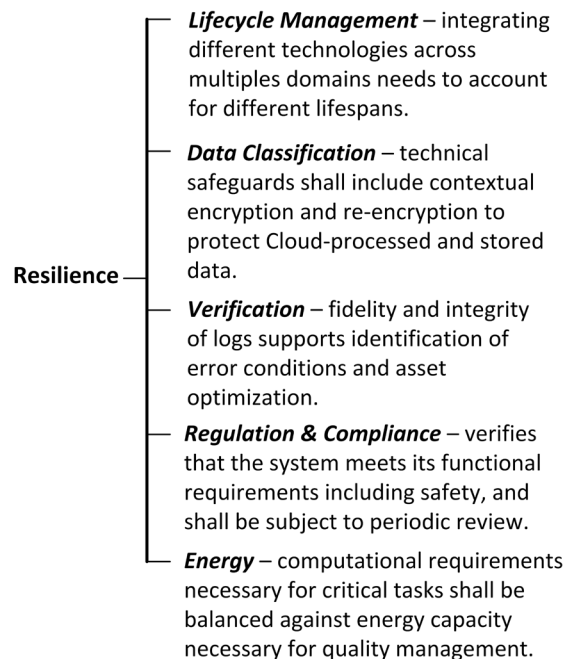 Lifecycle Management – integrating
different technologies across
multiples domains needs to account
for different lifespans.
Data Classification – technical
safeguards shall include contextual
encryption and re-encryption to
protect Cloud-processed and stored
data.
Resilience
Verification – fidelity and integrity
of logs supports identification of
error conditions and asset
optimization.
Regulation & Compliance – verifies
that the system meets its functional
requirements including safety, and
shall be subject to periodic review.
Energy – computational requirements
necessary for critical tasks shall be
balanced against energy capacity
necessary for quality management.